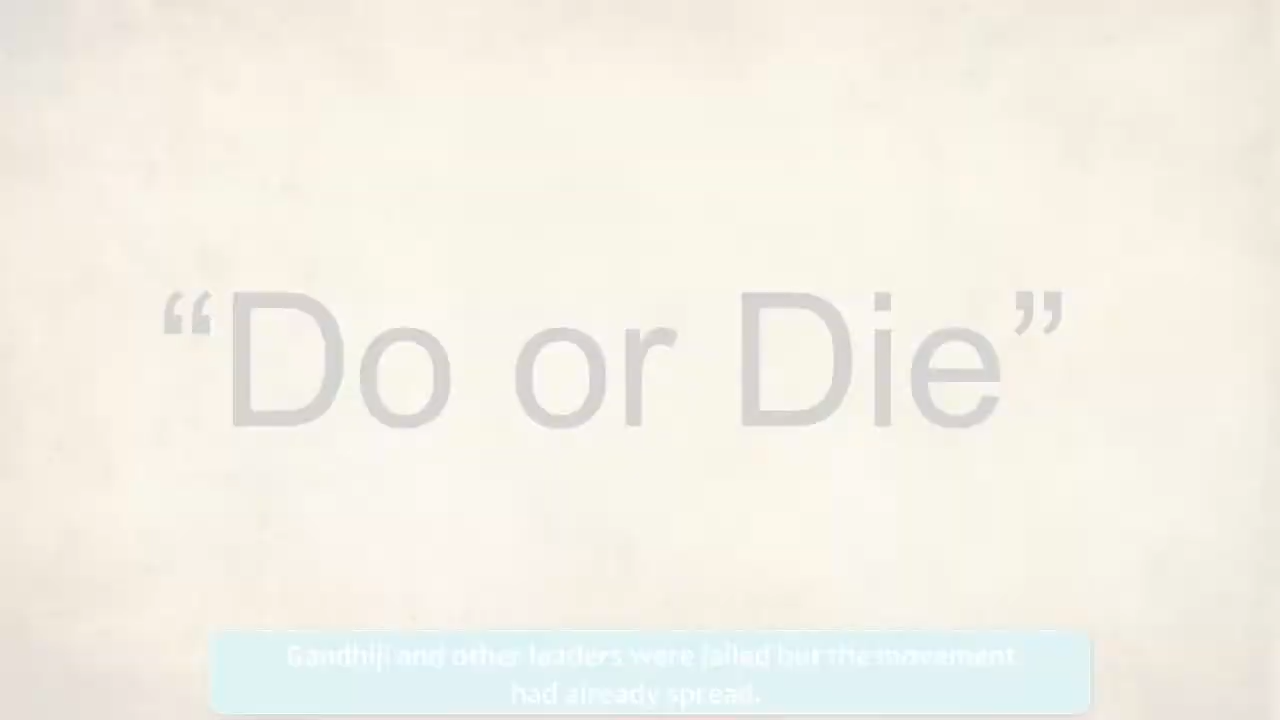 “Do or Die”
Gandhiji and other leaders were jailed but the movement
had already spread.